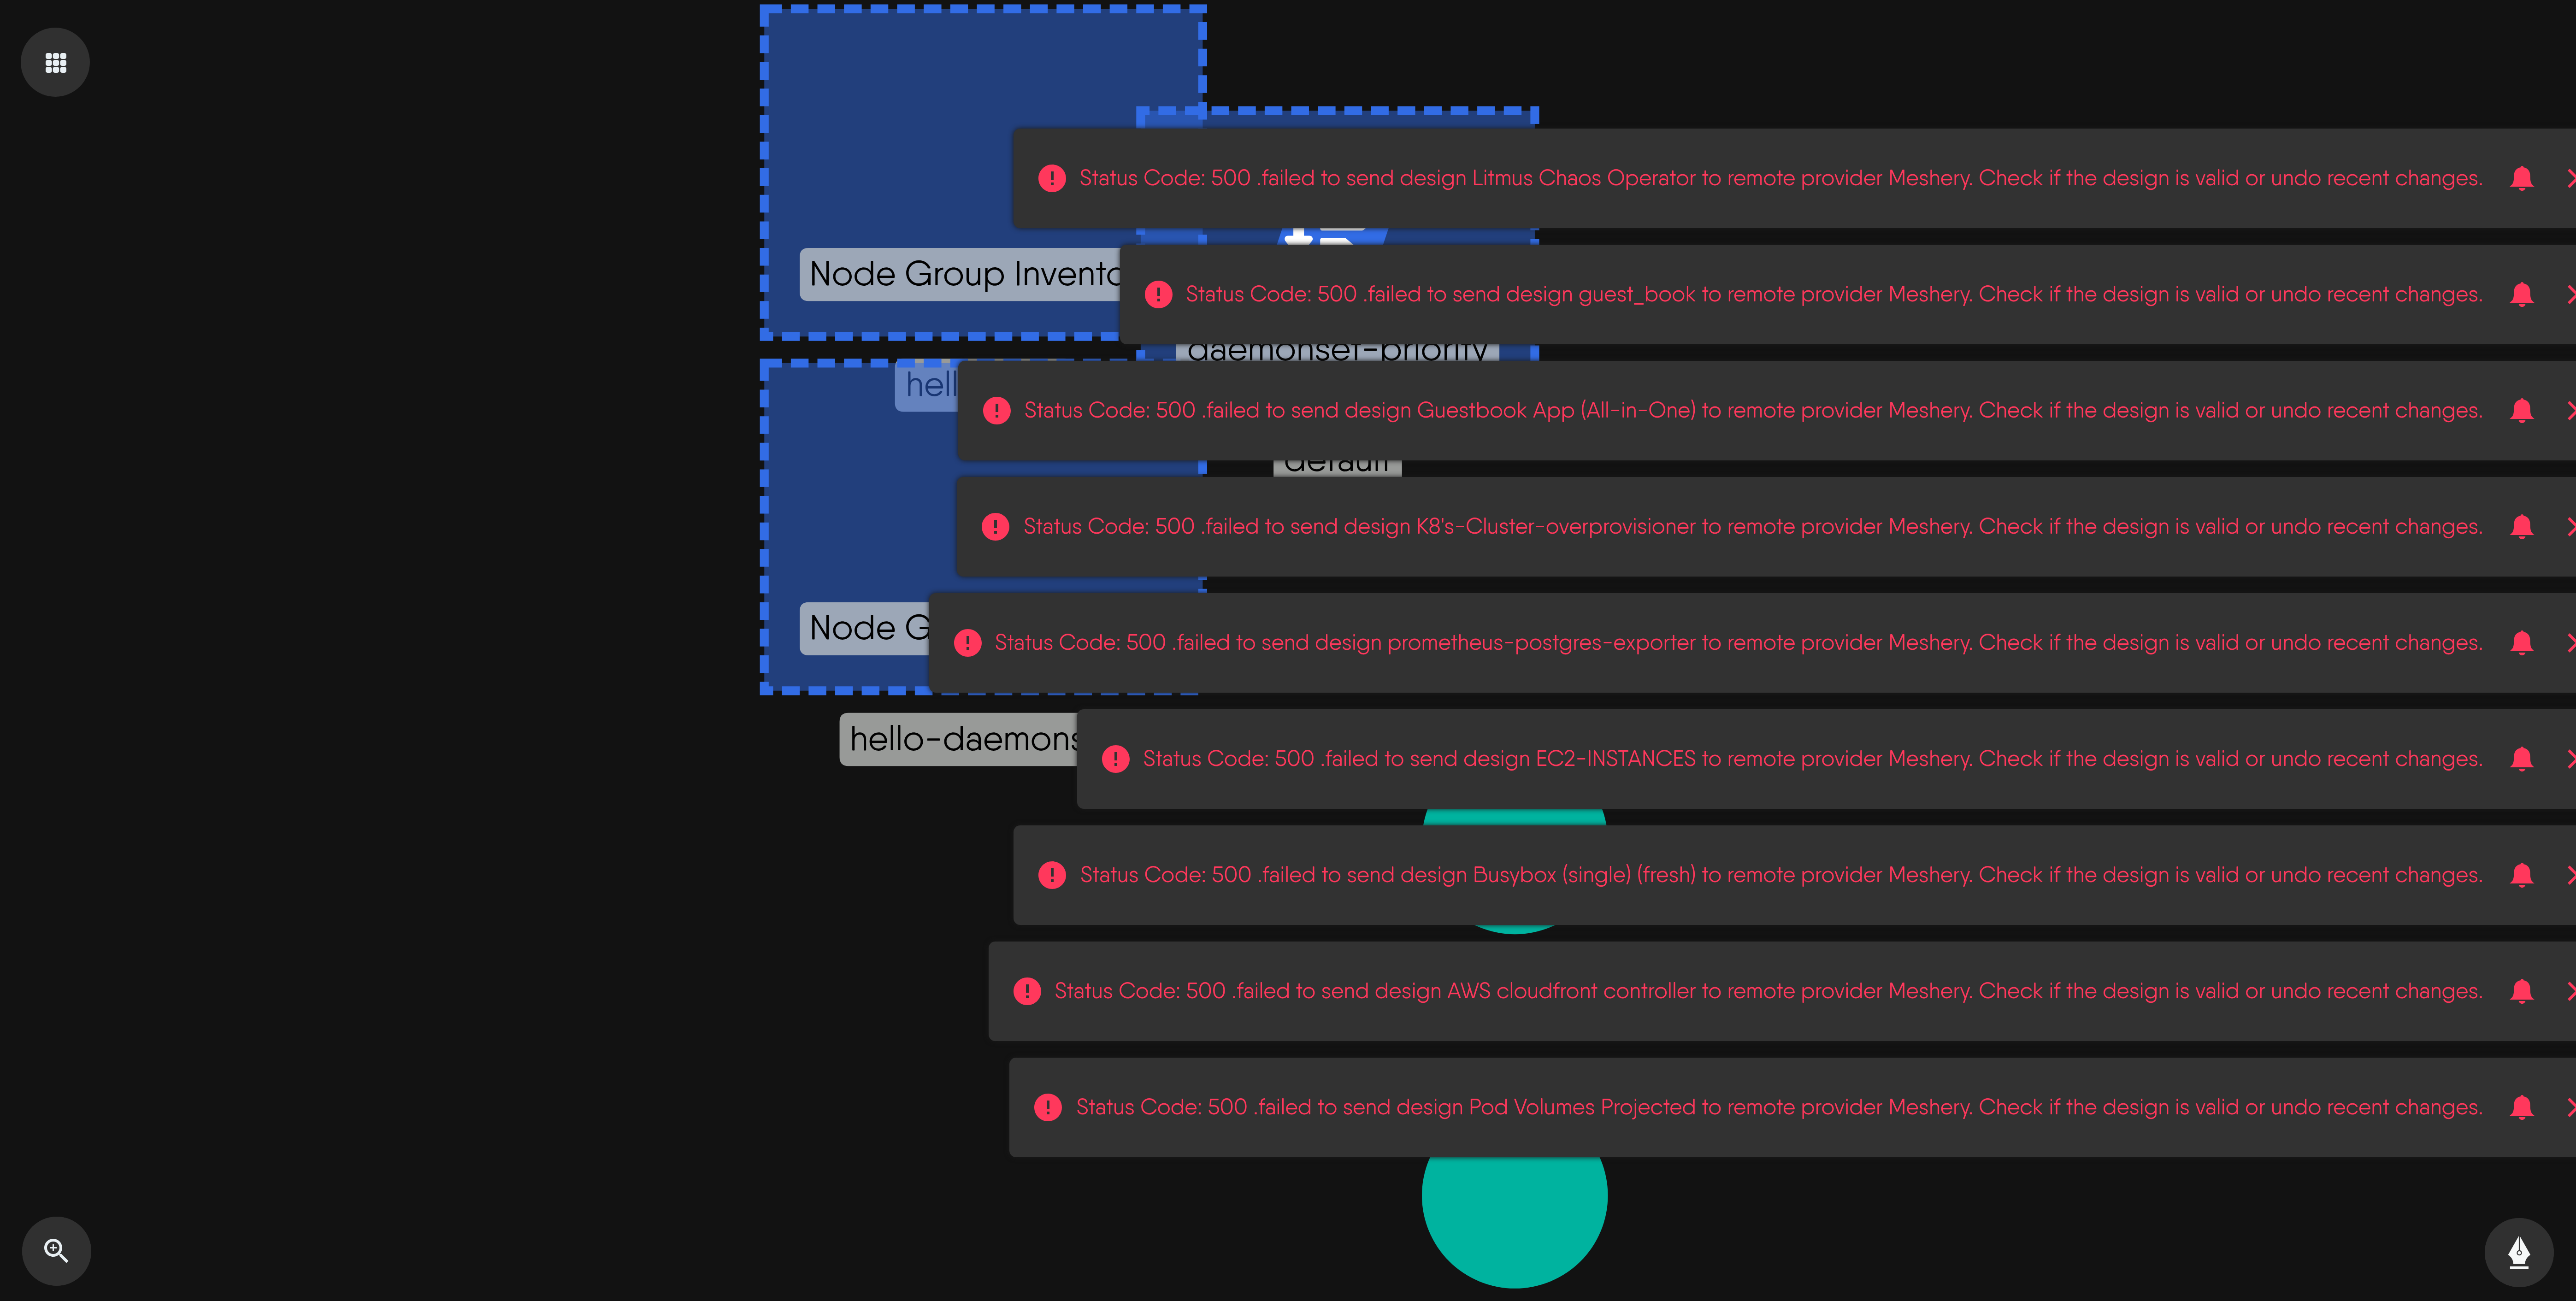 Status Code: 500 .failed to send design Litmus Chaos Operator to remote provider Meshery. Check if the design is valid or undo recent changes.
Node Group
Status Code: 500 .failed to send design guest_book to remote provider Meshery. Check if the design is valid or undo recent changes.
daemonset-priority
Status Code: 500 .failed to send design Guestbook App (All-in-One) to remote provider Meshery. Check if the design is valid or undo recent changes.
default
Status Code: 500 .failed to send design K8's-Cluster-overprovisioner to remote provider Meshery. Check if the design is valid or undo recent changes.
Node
Status Code: 500 .failed to send design prometheus-postgres-exporter to remote provider Meshery. Check if the design is valid or undo recent changes.
Status Code: 500 .failed to send design EC2-INSTANCES to remote provider Meshery. Check if the design is valid or undo recent changes.
Status Code: 500 .failed to send design Busybox (single) (fresh) to remote provider Meshery. Check if the design is valid or undo recent changes.
Status Code: 500 .failed to send design AWS cloudfront controller to remote provider Meshery. Check if the design is valid or undo recent changes.
Status Code: 500 .failed to send design Pod Volumes Projected to remote provider Meshery. Check if the design is valid or undo recent changes.